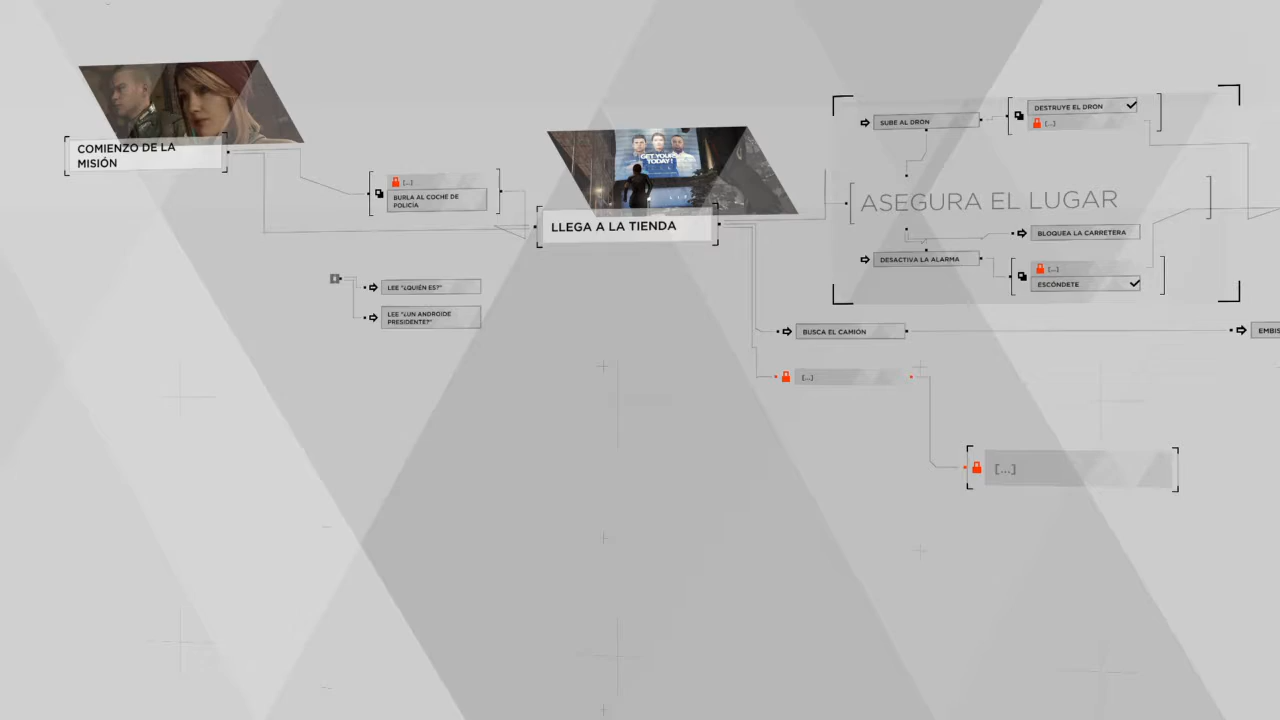 COMIENZO DE LA
MISIÓN
[...]
BURLA AL COCHE DE
POLICÍA
LEE "¿QUIÉN ES?"
LEE "¿UN ANDROIDE
PRESIDENTE?"
GET YOURS
TODAY!
LLEGA A LA TIENDA
SUBE AL DRON
DESTRUYE EL DRON
[...]
ASEGURA EL LUGAR
BLOQUEA LA CARRETERA
DESACTIVA LA ALARMA
[...]
ESCÓNDETE
BUSCA EL CAMIÓN
EMBIS
[...]
[...]